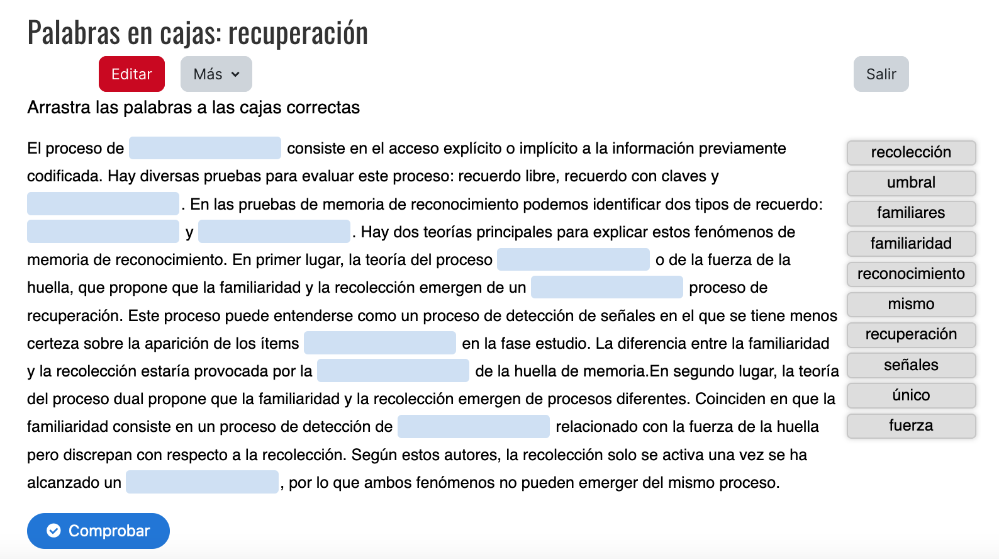 Palabras en cajas: recuperación
Editar
Más
Salir
Arrastra las palabras a las cajas correctas
El proceso de consiste en el acceso explícito o implícito a la información previamente
codificada. Hay diversas pruebas para evaluar este proceso: recuerdo libre, recuerdo con claves y
. En las pruebas de memoria de reconocimiento podemos identificar dos tipos de recuerdo:
y . Hay dos teorías principales para explicar estos fenómenos de
memoria de reconocimiento. En primer lugar, la teoría del proceso o de la fuerza de la
huella, que propone que la familiaridad y la recolección emergen de un proceso de
recuperación. Este proceso puede entenderse como un proceso de detección de señales en el que se tiene menos
certeza sobre la aparición de los ítems en la fase estudio. La diferencia entre la familiaridad
y la recolección estaría provocada por la de la huella de memoria.En segundo lugar, la teoría
del proceso dual propone que la familiaridad y la recolección emergen de procesos diferentes. Coinciden en que la
familiaridad consiste en un proceso de detección de relacionado con la fuerza de la huella
pero discrepan con respecto a la recolección. Según estos autores, la recolección solo se activa una vez se ha
alcanzado un , por lo que ambos fenómenos no pueden emerger del mismo proceso.
recolección
umbral
familiares
familiaridad
reconocimiento
mismo
recuperación
señales
único
fuerza
Comprobar